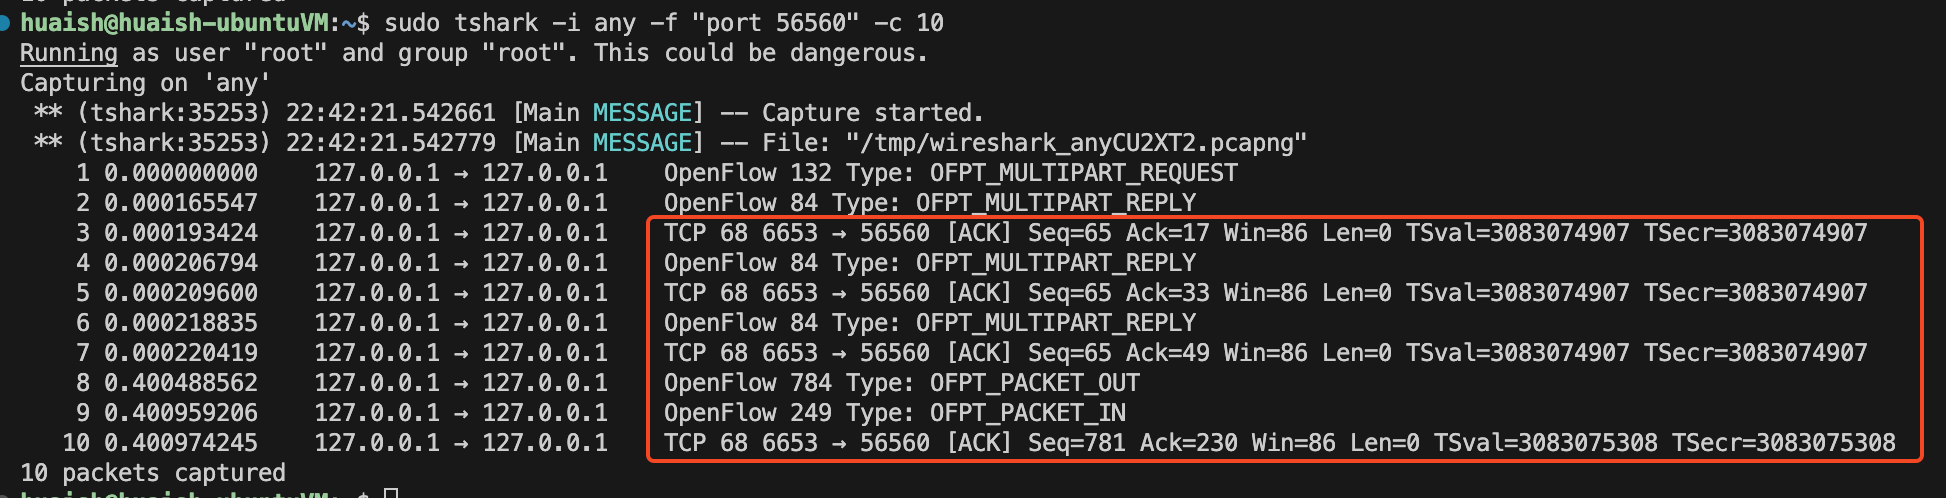 huaish@huaish-ubuntuVM:~$ sudo tshark -i any -f "port 56560" -c 10
Running as user "root" and group "root". This could be dangerous.
Capturing on 'any'
 ** (tshark:35253) 22:42:21.542661 [Main MESSAGE] -- Capture started.
 ** (tshark:35253) 22:42:21.542779 [Main MESSAGE] -- File: "/tmp/wireshark_anyCU2XT2.pcapng"
    1 0.000000000    127.0.0.1 → 127.0.0.1    OpenFlow 132 Type: OFPT_MULTIPART_REQUEST
    2 0.000165547    127.0.0.1 → 127.0.0.1    OpenFlow 84 Type: OFPT_MULTIPART_REPLY
    3 0.000193424    127.0.0.1 → 127.0.0.1    TCP 68 6653 → 56560 [ACK] Seq=65 Ack=17 Win=86 Len=0 TSval=3083074907 TSecr=3083074907
    4 0.000206794    127.0.0.1 → 127.0.0.1    OpenFlow 84 Type: OFPT_MULTIPART_REPLY
    5 0.000209600    127.0.0.1 → 127.0.0.1    TCP 68 6653 → 56560 [ACK] Seq=65 Ack=33 Win=86 Len=0 TSval=3083074907 TSecr=3083074907
    6 0.000218835    127.0.0.1 → 127.0.0.1    OpenFlow 84 Type: OFPT_MULTIPART_REPLY
    7 0.000220419    127.0.0.1 → 127.0.0.1    TCP 68 6653 → 56560 [ACK] Seq=65 Ack=49 Win=86 Len=0 TSval=3083074907 TSecr=3083074907
    8 0.400488562    127.0.0.1 → 127.0.0.1    OpenFlow 784 Type: OFPT_PACKET_OUT
    9 0.400959206    127.0.0.1 → 127.0.0.1    OpenFlow 249 Type: OFPT_PACKET_IN
   10 0.400974245    127.0.0.1 → 127.0.0.1    TCP 68 6653 → 56560 [ACK] Seq=781 Ack=230 Win=86 Len=0 TSval=3083075308 TSecr=3083075308
10 packets captured